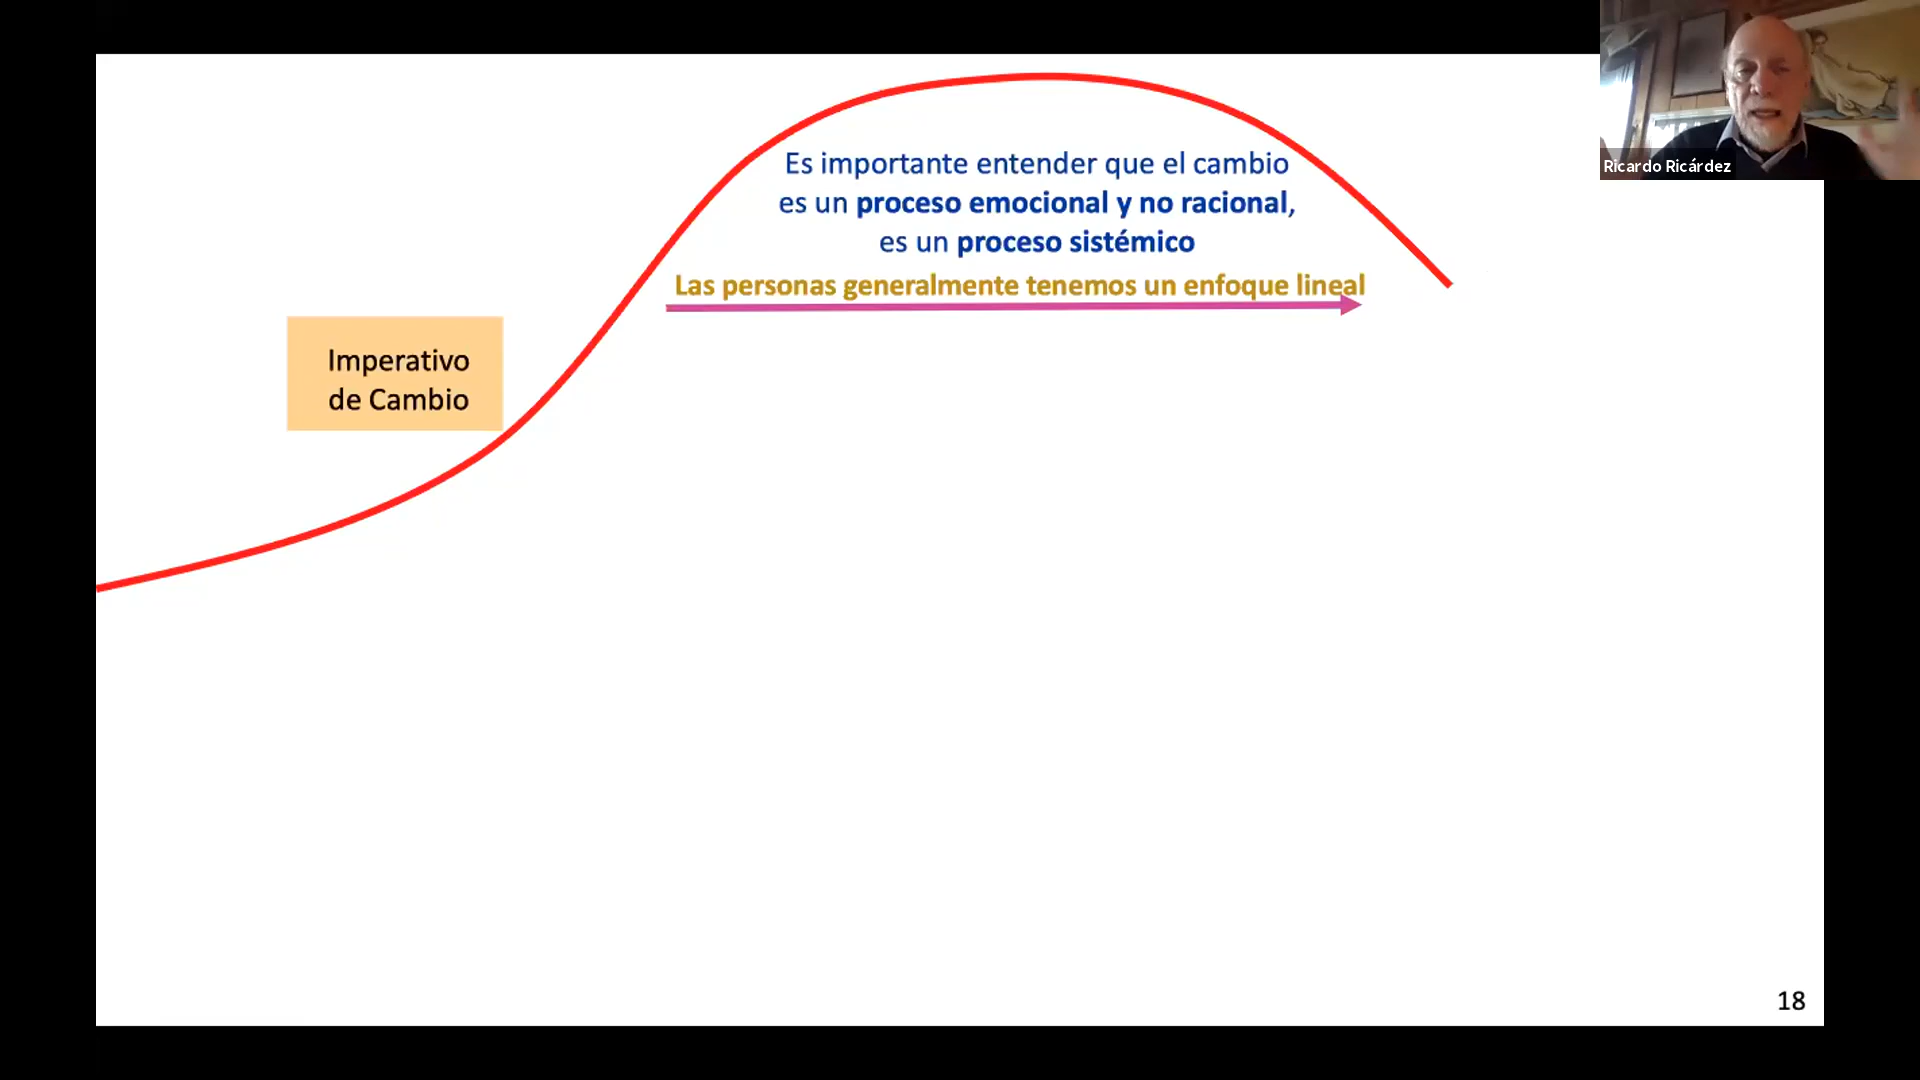 Ricardo Ricárdez
Es importante entender que el cambio
es un proceso emocional y no racional,
es un proceso sistémico
Las personas generalmente tenemos un enfoque lineal
Imperativo
de Cambio
18